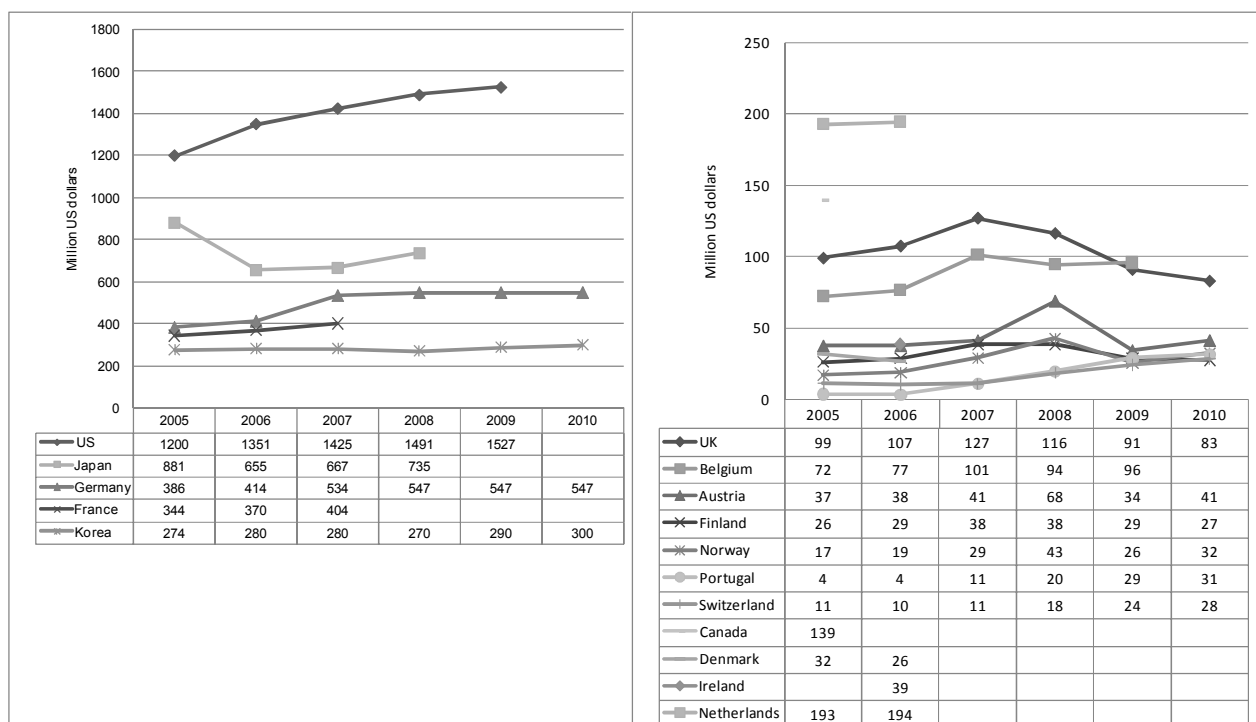 1800
1600
1400
1200
1000
800
600
400
200
0
Million US dollars
2005 2006 2007 2008 2009 2010
US 1200 1351 1425 1491 1527
Japan 881 655 667 735
Germany 386 414 534 547 547 547
France 344 370 404
Korea 274 280 280 270 290 300
250
200
150
100
50
0
Million US dollars
2005 2006 2007 2008 2009 2010
UK 99 107 127 116 91 83
Belgium 72 77 101 94 96
Austria 37 38 41 68 34 41
Finland 26 29 38 38 29 27
Norway 17 19 29 43 26 32
Portugal 4 4 11 20 29 31
Switzerland 11 10 11 18 24 28
Canada 139
Denmark 32 26
Ireland 39
Netherlands 193 194